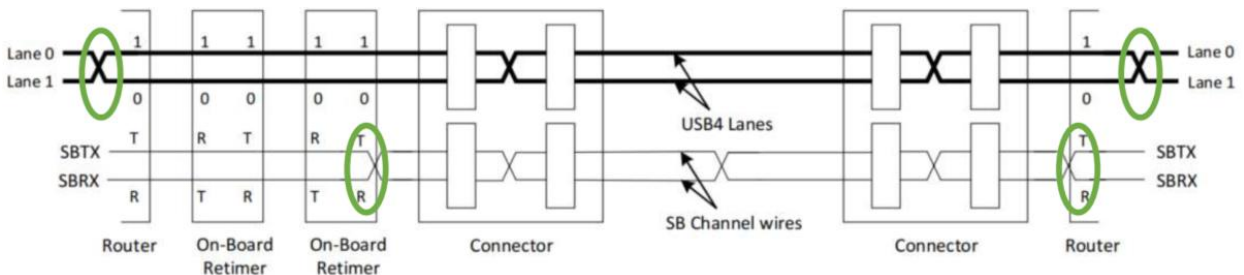 Lane 0 1 1 1 1 1 1 Lane 0
Lane 1 0 0 0 0 0 0 Lane 1
USB4 Lanes
T R T R T T
SBTX SBTX
SBRX SBRX
R T R T R R
SB Channel wires
Router On-Board Retimer On-Board Retimer Connector Connector Router